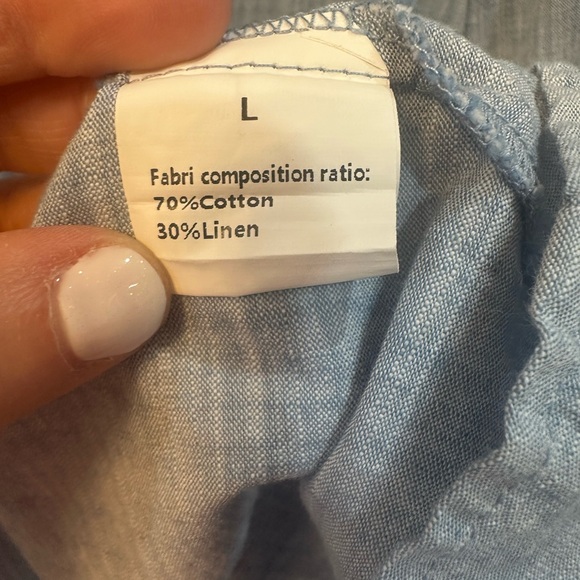 L
Fabri composition ratio:
70%Cotton
30%Linen